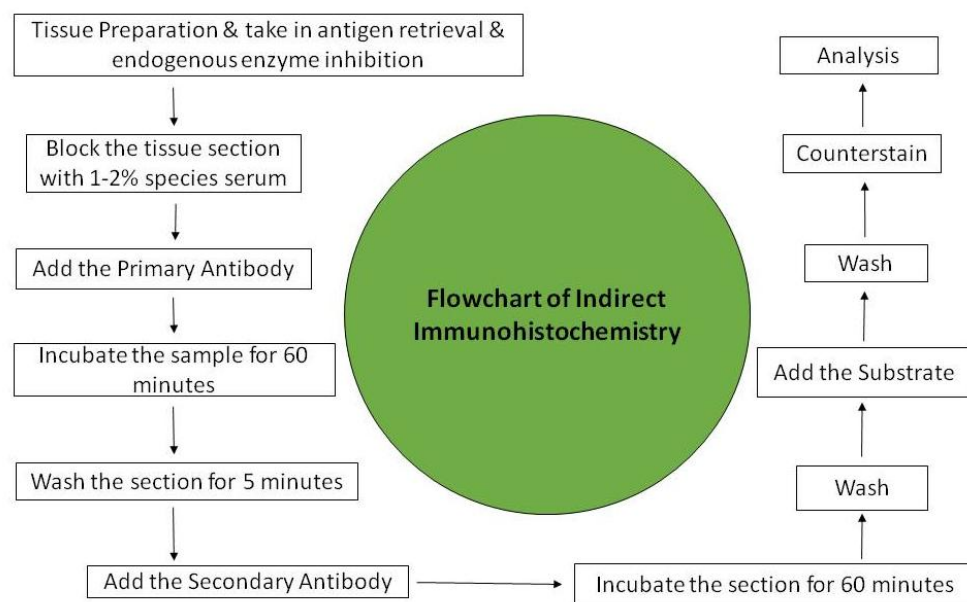 Tissue Preparation & take in antigen retrieval &
endogenous enzyme inhibition
Block the tissue section
with 1-2% species serum
Add the Primary Antibody
Incubate the sample for 60
minutes
Wash the section for 5 minutes
Add the Secondary Antibody
Incubate the section for 60 minutes
Wash
Add the Substrate
Wash
Counterstain
Analysis
Flowchart of Indirect
Immunohistochemistry